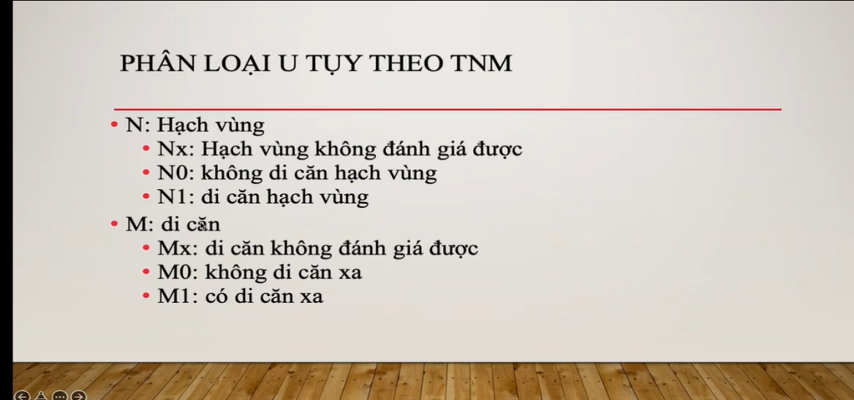 PHÂN LOẠI U TỤY THEO TNM
• N: Hạch vùng
• Nx: Hạch vùng không đánh giá được
• N0: không di căn hạch vùng
• N1: di căn hạch vùng
• M: di căn
• Mx: di căn không đánh giá được
• M0: không di căn xa
• M1: có di căn xa